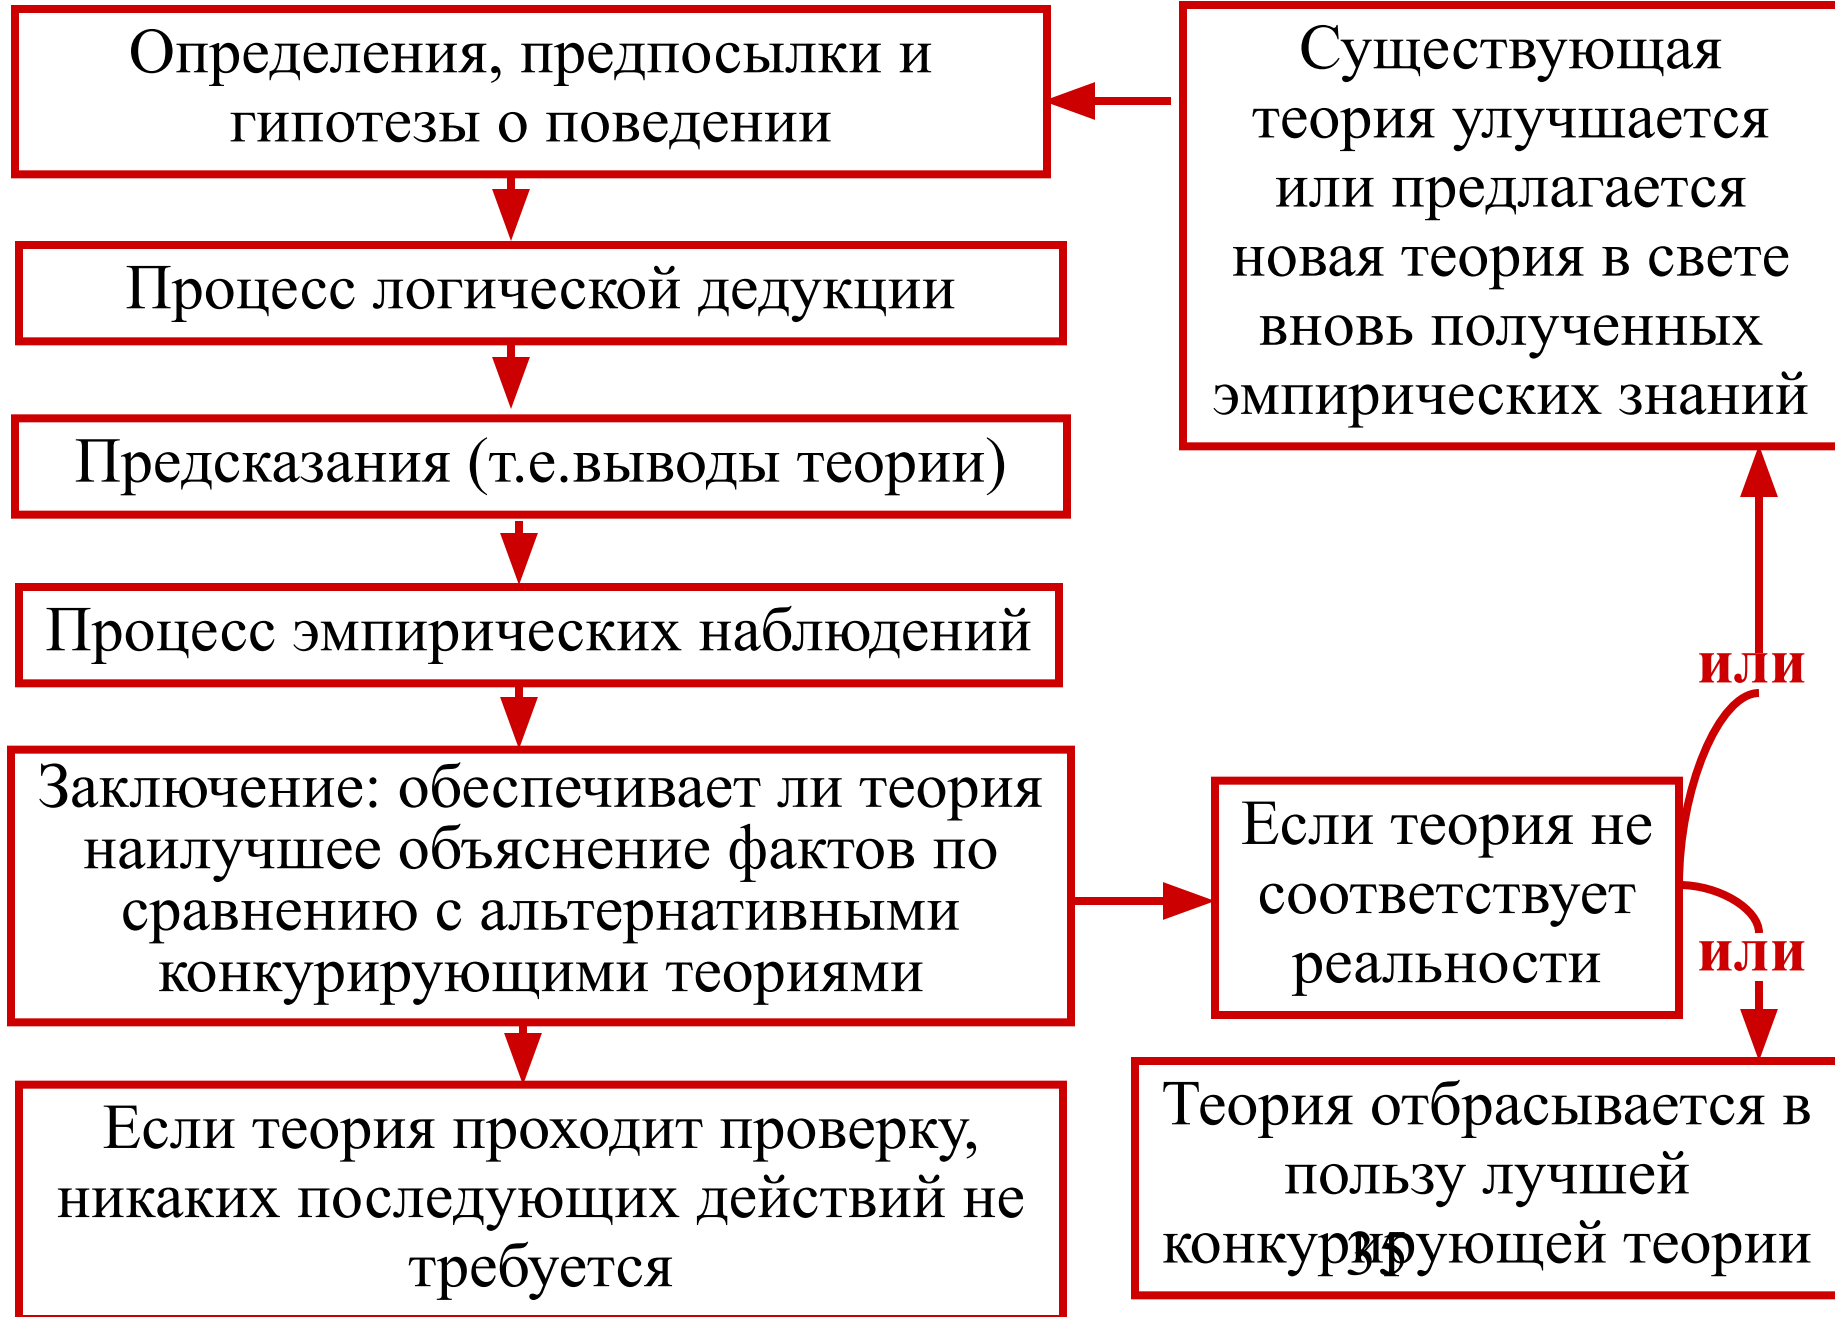 Определения, предпосылки и
гипотезы о поведении
Процесс логической дедукции
Предсказания (т.е.выводы теории)
Процесс эмпирических наблюдений
Заключение: обеспечивает ли теория
наилучшее объяснение фактов по
сравнению с альтернативными
конкурирующими теориями
Если теория проходит проверку,
никаких последующих действий не
требуется
Существующая
теория улучшается
или предлагается
новая теория в свете
вновь полученных
эмпирических знаний
или
Если теория не
соответствует
реальности
или
Теория отбрасывается в
пользу лучшей
конкурирующей теории